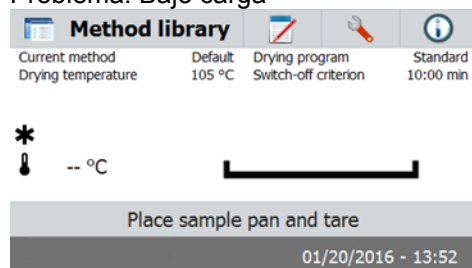 Problema: Bajo carga
Method library
Current method Default Drying program Standard
Drying temperature 105 °C Switch-off criterion 10:00 min
-- °C
Place sample pan and tare
01/20/2016 - 13:52